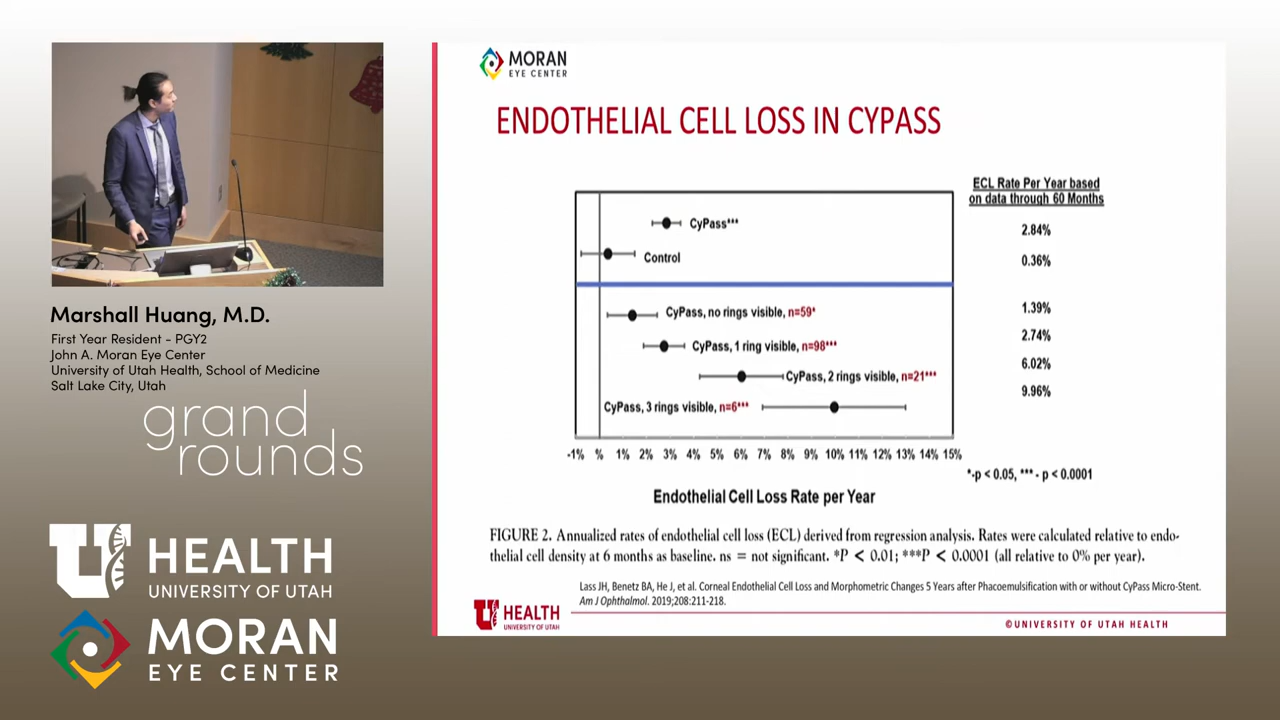 Marshall Huang, M.D.
First Year Resident - PGY2
John A. Moran Eye Center
University of Utah Health, School of Medicine
Salt Lake City, Utah
grand
rounds
U
HEALTH
UNIVERSITY OF UTAH
MORAN
EYE CENTER
MORAN
EYE CENTER
ENDOTHELIAL CELL LOSS IN CYPASS
ECL Rate Per Year based
on data through 60 Months
CyPass***
2.84%
Control
0.36%
CyPass, no rings visible, n=59*
1.39%
CyPass, 1 ring visible, n=98***
2.74%
CyPass, 2 rings visible, n=21***
6.02%
CyPass, 3 rings visible, n=6***
9.96%
-1% % 1% 2% 3% 4% 5% 6% 7% 8% 9% 10% 11% 12% 13% 14% 15%
*-p < 0.05, *** - p < 0.0001
Endothelial Cell Loss Rate per Year
FIGURE 2. Annualized rates of endothelial cell loss (ECL) derived from regression analysis. Rates were calculated relative to endo-
thelial cell density at 6 months as baseline. ns = not significant. *P < 0.01; ***P < 0.0001 (all relative to 0% per year).
Lass JH, Benetz BA, He J, et al. Corneal Endothelial Cell Loss and Morphometric Changes 5 Years after Phacoemulsification with or without CyPass Micro-Stent.
Am J Ophthalmol. 2019;208:211-218.
U
HEALTH
UNIVERSITY OF UTAH
©UNIVERSITY OF UTAH HEALTH